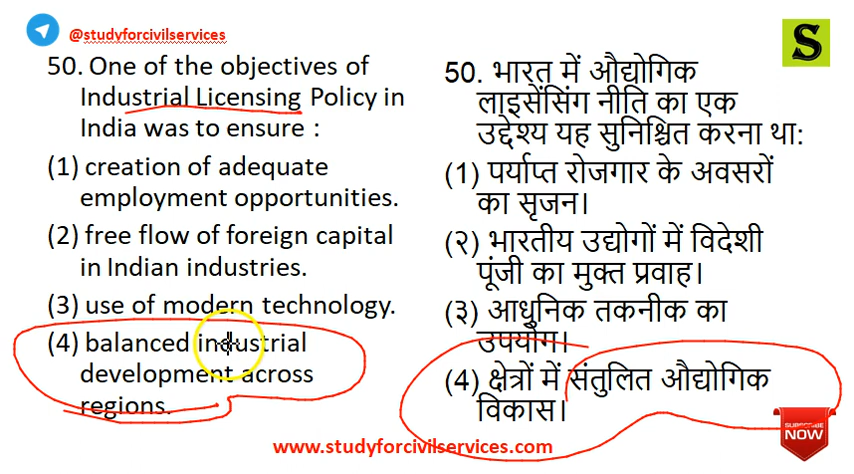 @studyforcivilservices
S
50. One of the objectives of
Industrial Licensing Policy in
India was to ensure :
(1) creation of adequate
employment opportunities.
(2) free flow of foreign capital
in Indian industries.
(3) use of modern technology.
(4) balanced industrial
development across
regions.
50. भारत में औद्योगिक
लाइसेंसिंग नीति का एक
उद्देश्य यह सुनिश्चित करना था:
(1) पर्याप्त रोजगार के अवसरों
का सृजन।
(२) भारतीय उद्योगों में विदेशी
पूंजी का मुक्त प्रवाह।
(३) आधुनिक तकनीक का
उपयोग।
(4) क्षेत्रों में संतुलित औद्योगिक
विकास।
SUBSCRIBE
NOW
www.studyforcivilservices.com